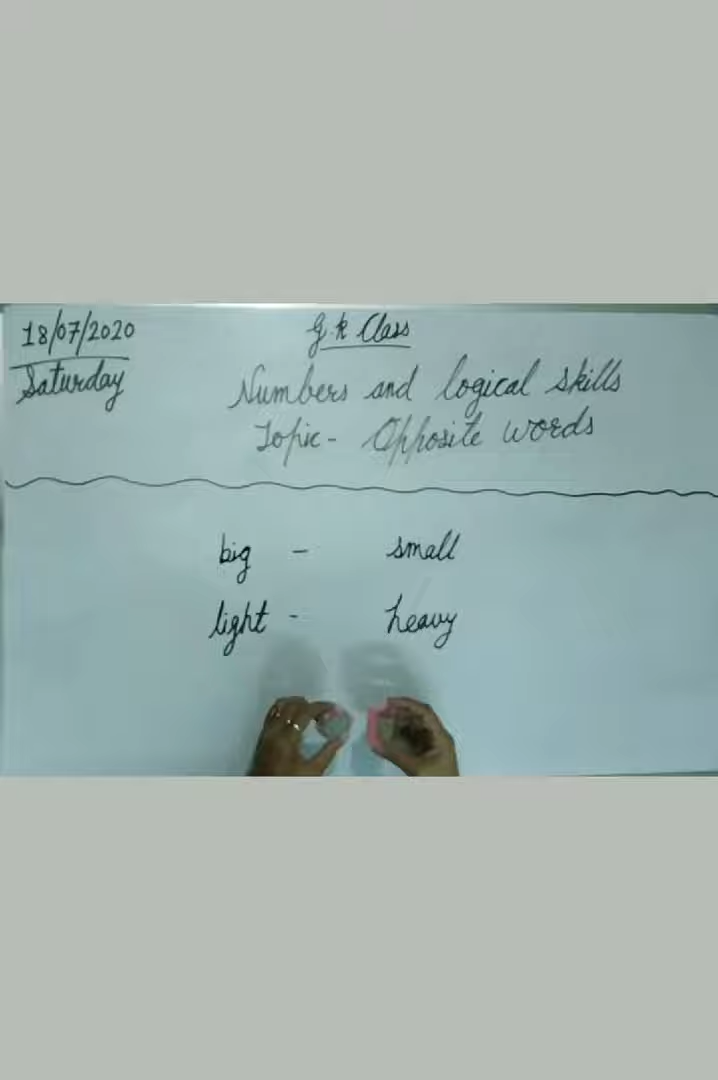 18/07/2020
Saturday
G.K Class
Numbers and logical skills
Topic- Opposite words
big - small
light - heavy